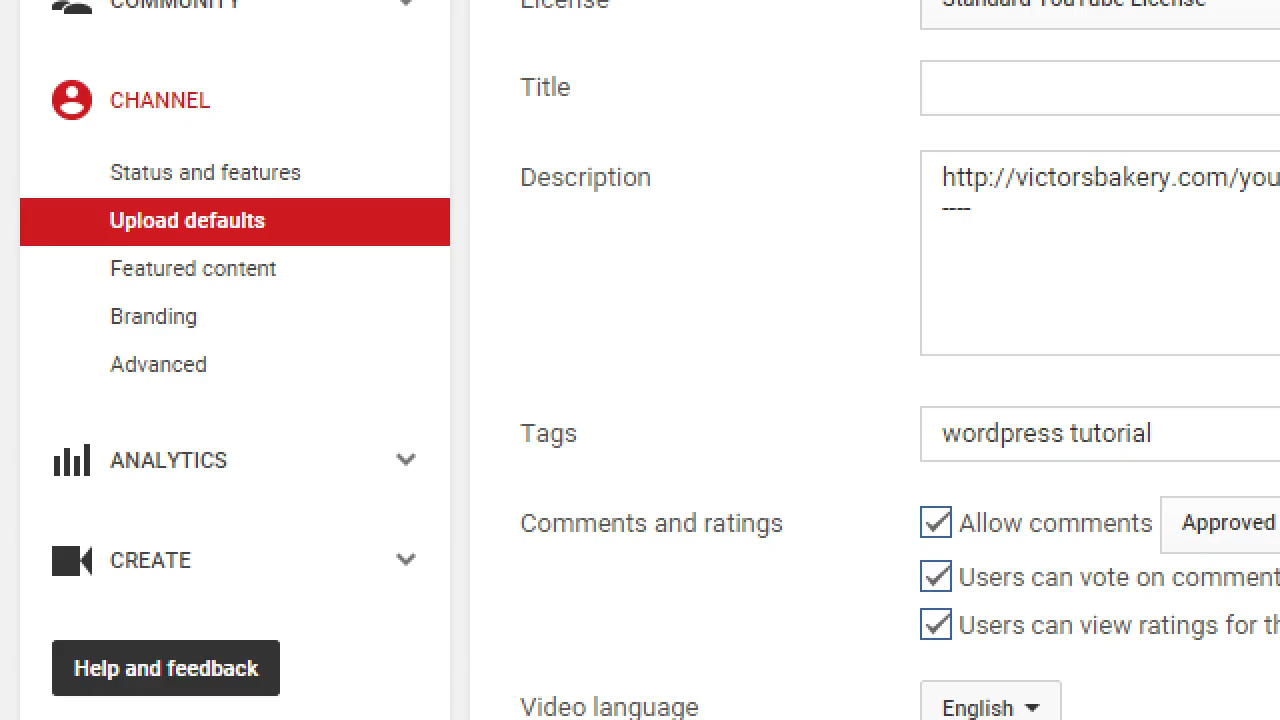 COMMUNITY
CHANNEL
Status and features
Upload defaults
Featured content
Branding
Advanced
ANALYTICS
CREATE
Help and feedback
License
Standard YouTube License
Title
Description
http://victorsbakery.com/you
----
Tags
wordpress tutorial
Comments and ratings
Allow comments Approved
Users can vote on comment
Users can view ratings for th
Video language
English